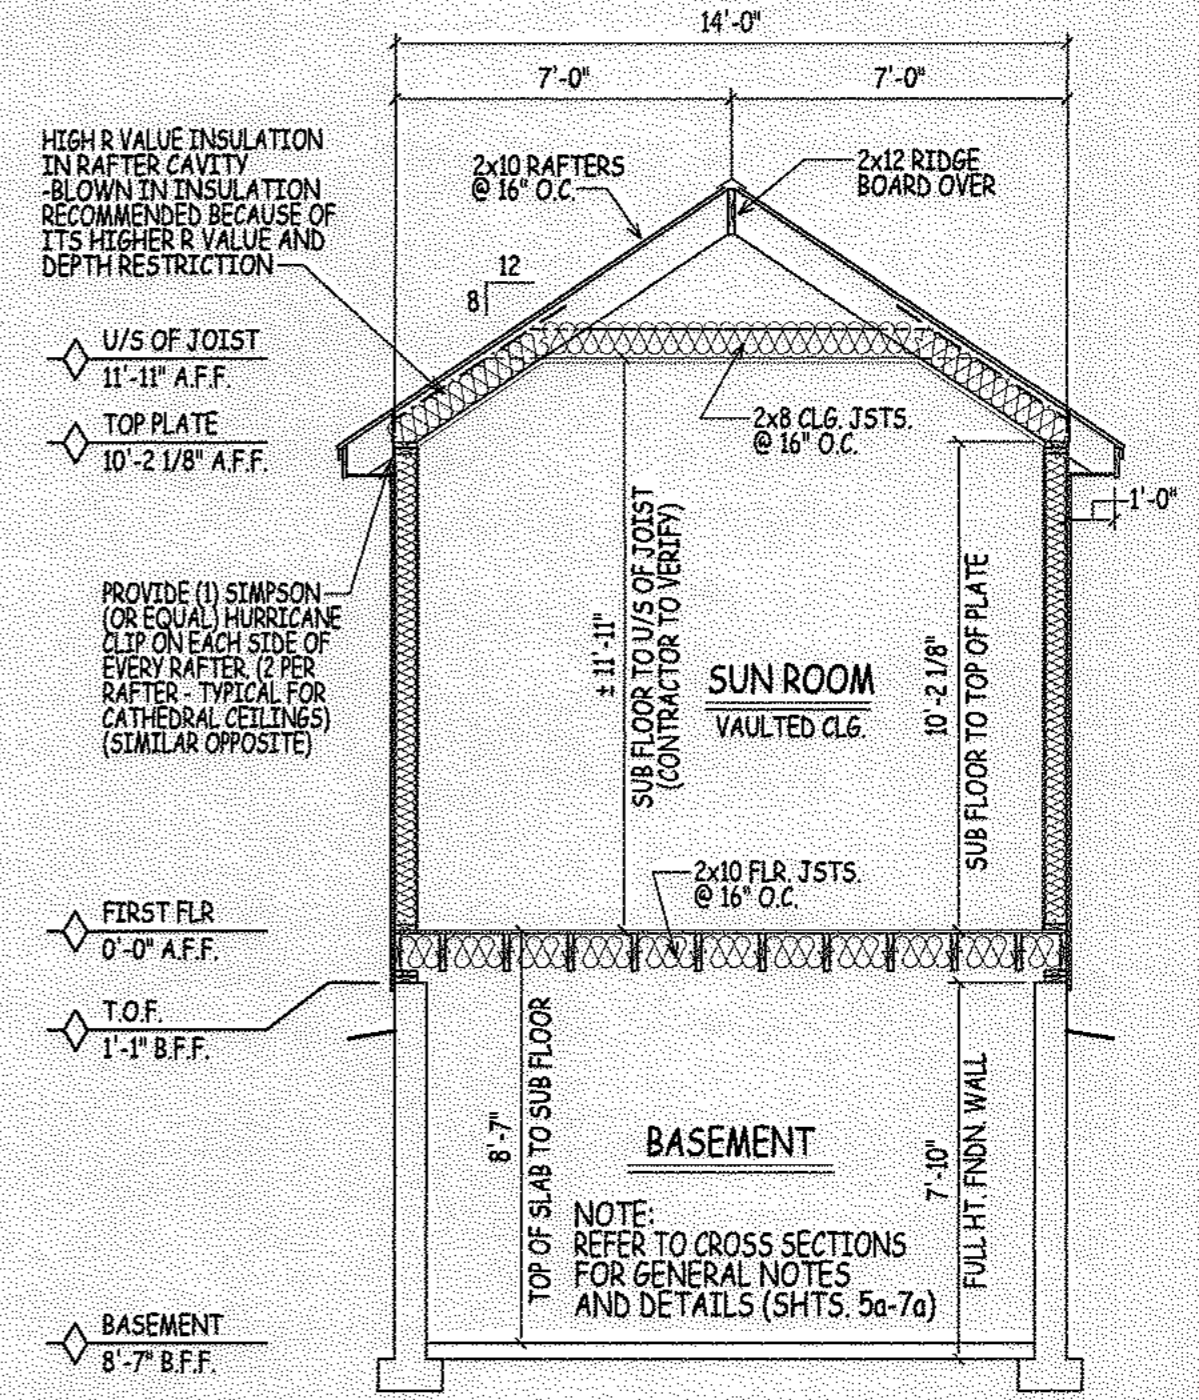 14'-0"
7'-0"
7'-0"
HIGH R VALUE INSULATION
IN RAFTER CAVITY
-BLOWN IN INSULATION
RECOMMENDED BECAUSE OF
ITS HIGHER R VALUE AND
DEPTH RESTRICTION
2x10 RAFTERS
@ 16" O.C.
2x12 RIDGE
BOARD OVER
12
8
U/S OF JOIST
11'-11" A.F.F.
TOP PLATE
10'-2 1/8" A.F.F.
2x8 CLG. JSTS.
@ 16" O.C.
1'-0"
PROVIDE (1) SIMPSON
(OR EQUAL) HURRICANE
CLIP ON EACH SIDE OF
EVERY RAFTER, (2 PER
RAFTER - TYPICAL FOR
CATHEDRAL CEILINGS)
(SIMILAR OPPOSITE)
± 11'-11"
SUB FLOOR TO U/S OF JOIST
(CONTRACTOR TO VERIFY)
SUN ROOM
VAULTED CLG.
10'-2 1/8"
SUB FLOOR TO TOP OF PLATE
2x10 FLR. JSTS.
@ 16" O.C.
FIRST FLR
0'-0" A.F.F.
T.O.F.
1'-1" B.F.F.
8'-7"
TOP OF SLAB TO SUB FLOOR
BASEMENT
NOTE:
REFER TO CROSS SECTIONS
FOR GENERAL NOTES
AND DETAILS (SHTS. 5a-7a)
7'-10"
FULL HT. FNDN. WALL
BASEMENT
8'-7" B.F.F.